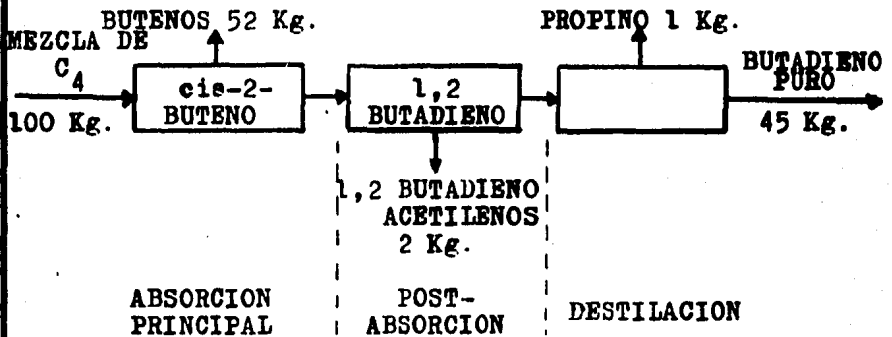 BUTENOS 52 Kg.
PROPINO 1 Kg.
MEZCLA DE
C4
100 Kg.
cis-2-
BUTENO
1,2
BUTADIENO
BUTADIENO
PURO
45 Kg.
1,2 BUTADIENO
ACETILENOS
2 Kg.
ABSORCION
PRINCIPAL
POST-
ABSORCION
DESTILACION